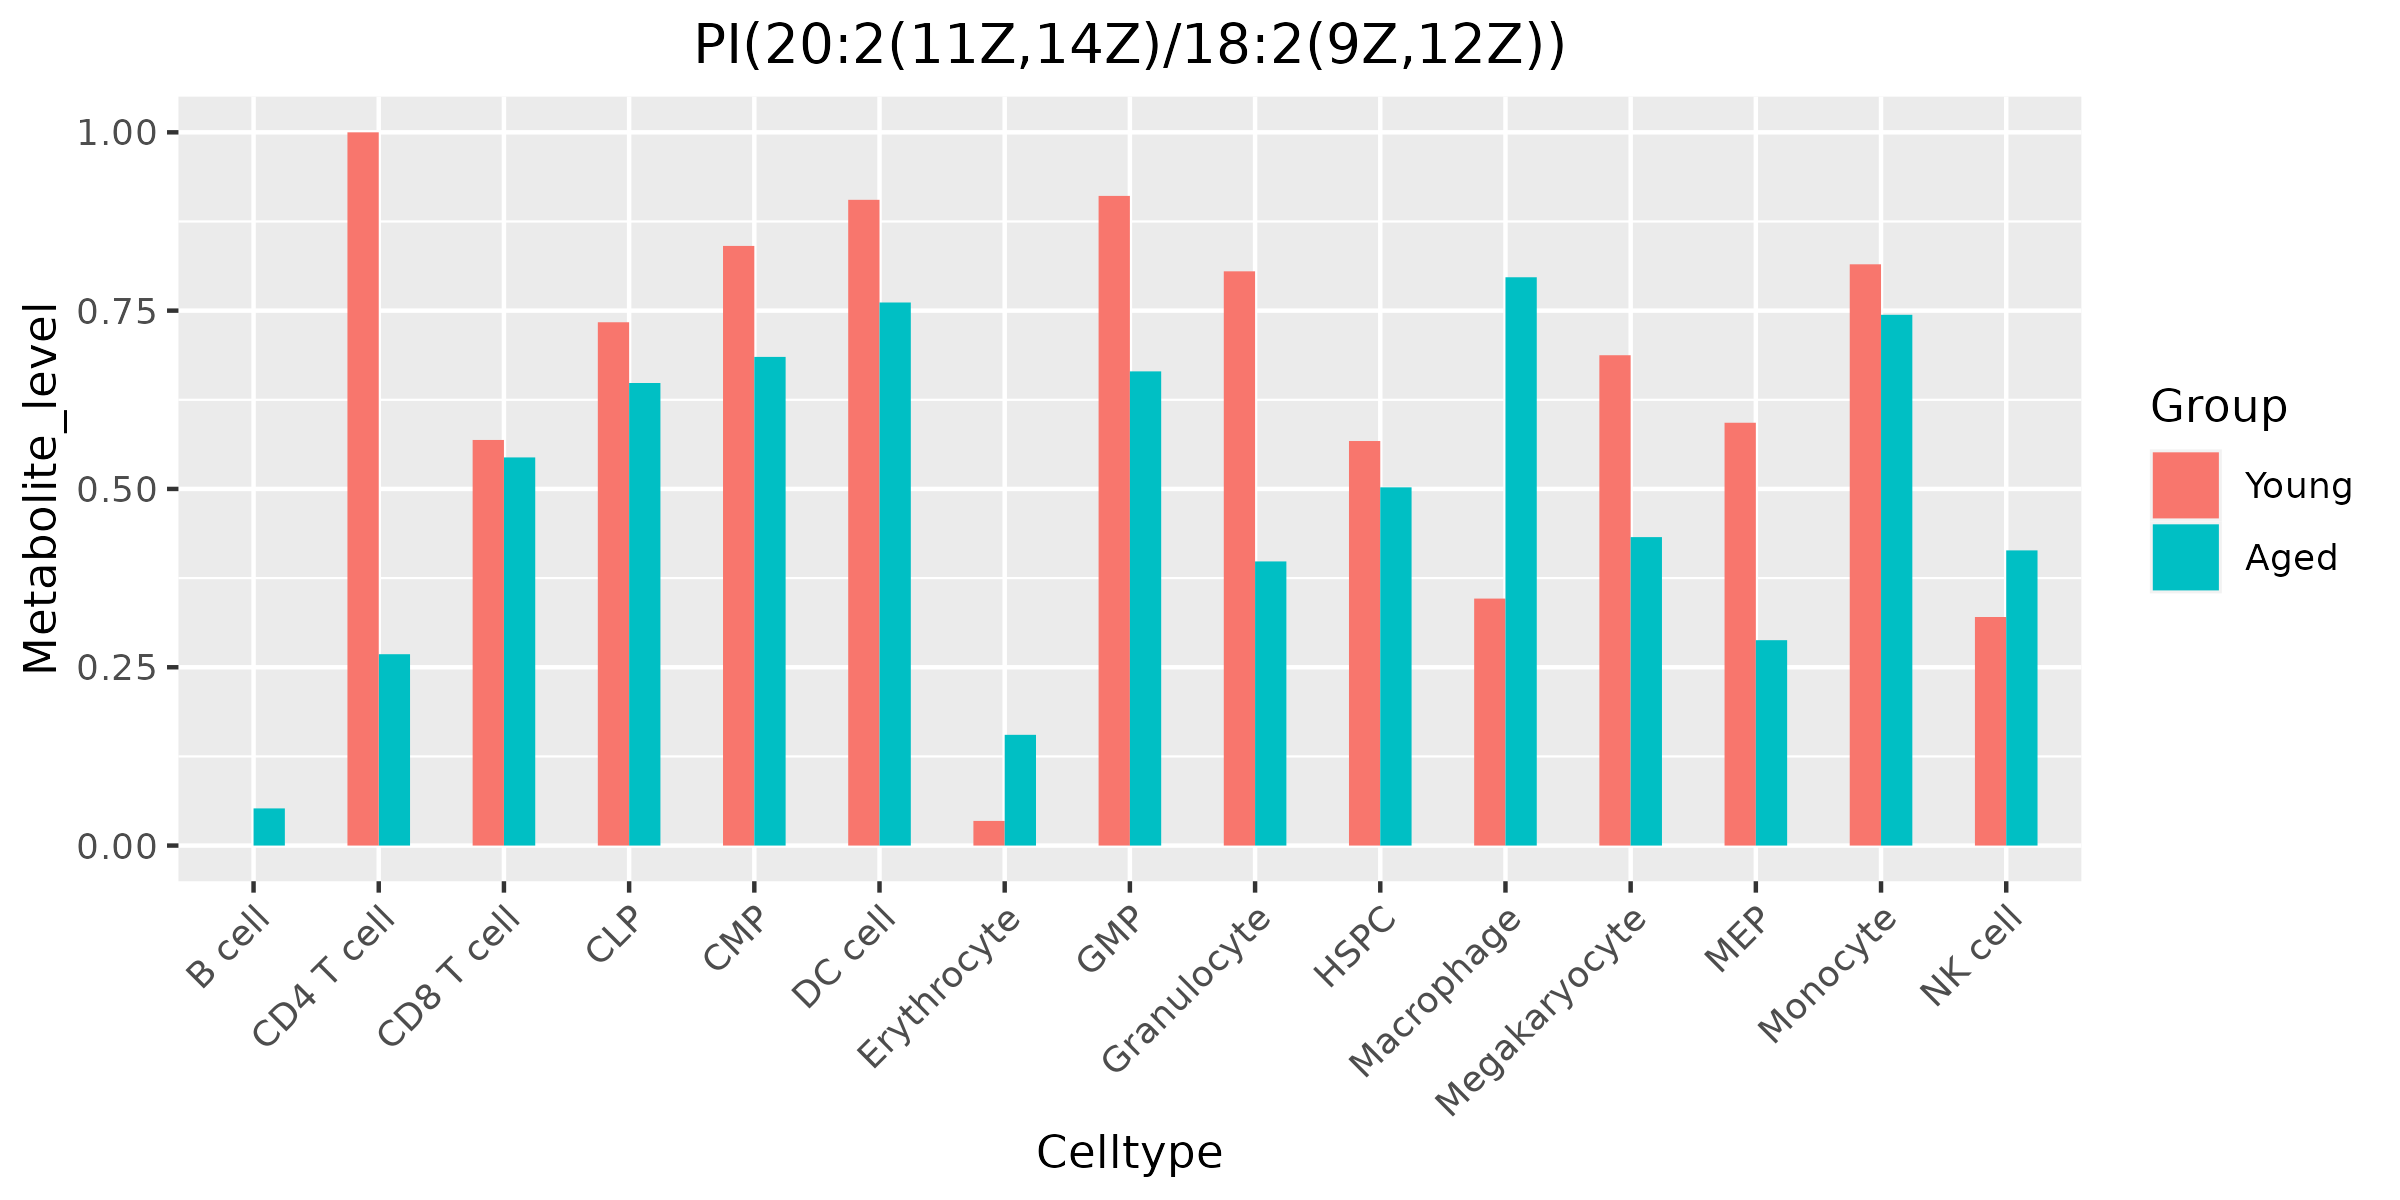 PI(20:2(11Z,14Z)/18:2(9Z,12Z))
Metabolite_level
1.00
0.75
0.50
0.25
0.00
B cell
CD4 T cell
CD8 T cell
CLP
CMP
DC cell
Erythrocyte
GMP
Granulocyte
HSPC
Macrophage
Megakaryocyte
MEP
Monocyte
NK cell
Celltype
Group
Young
Aged